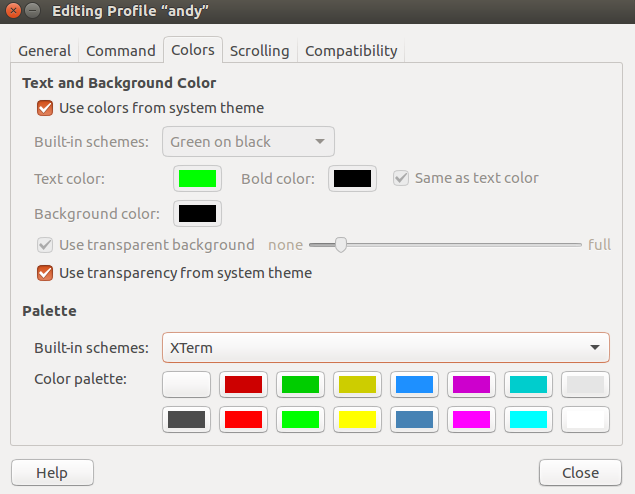 Editing Profile “andy”
General Command Colors Scrolling Compatibility
Text and Background Color
Use colors from system theme
Built-in schemes: Green on black
Text color: Bold color: Same as text color
Background color:
Use transparent background none full
Use transparency from system theme
Palette
Built-in schemes: XTerm
Color palette:
Help Close